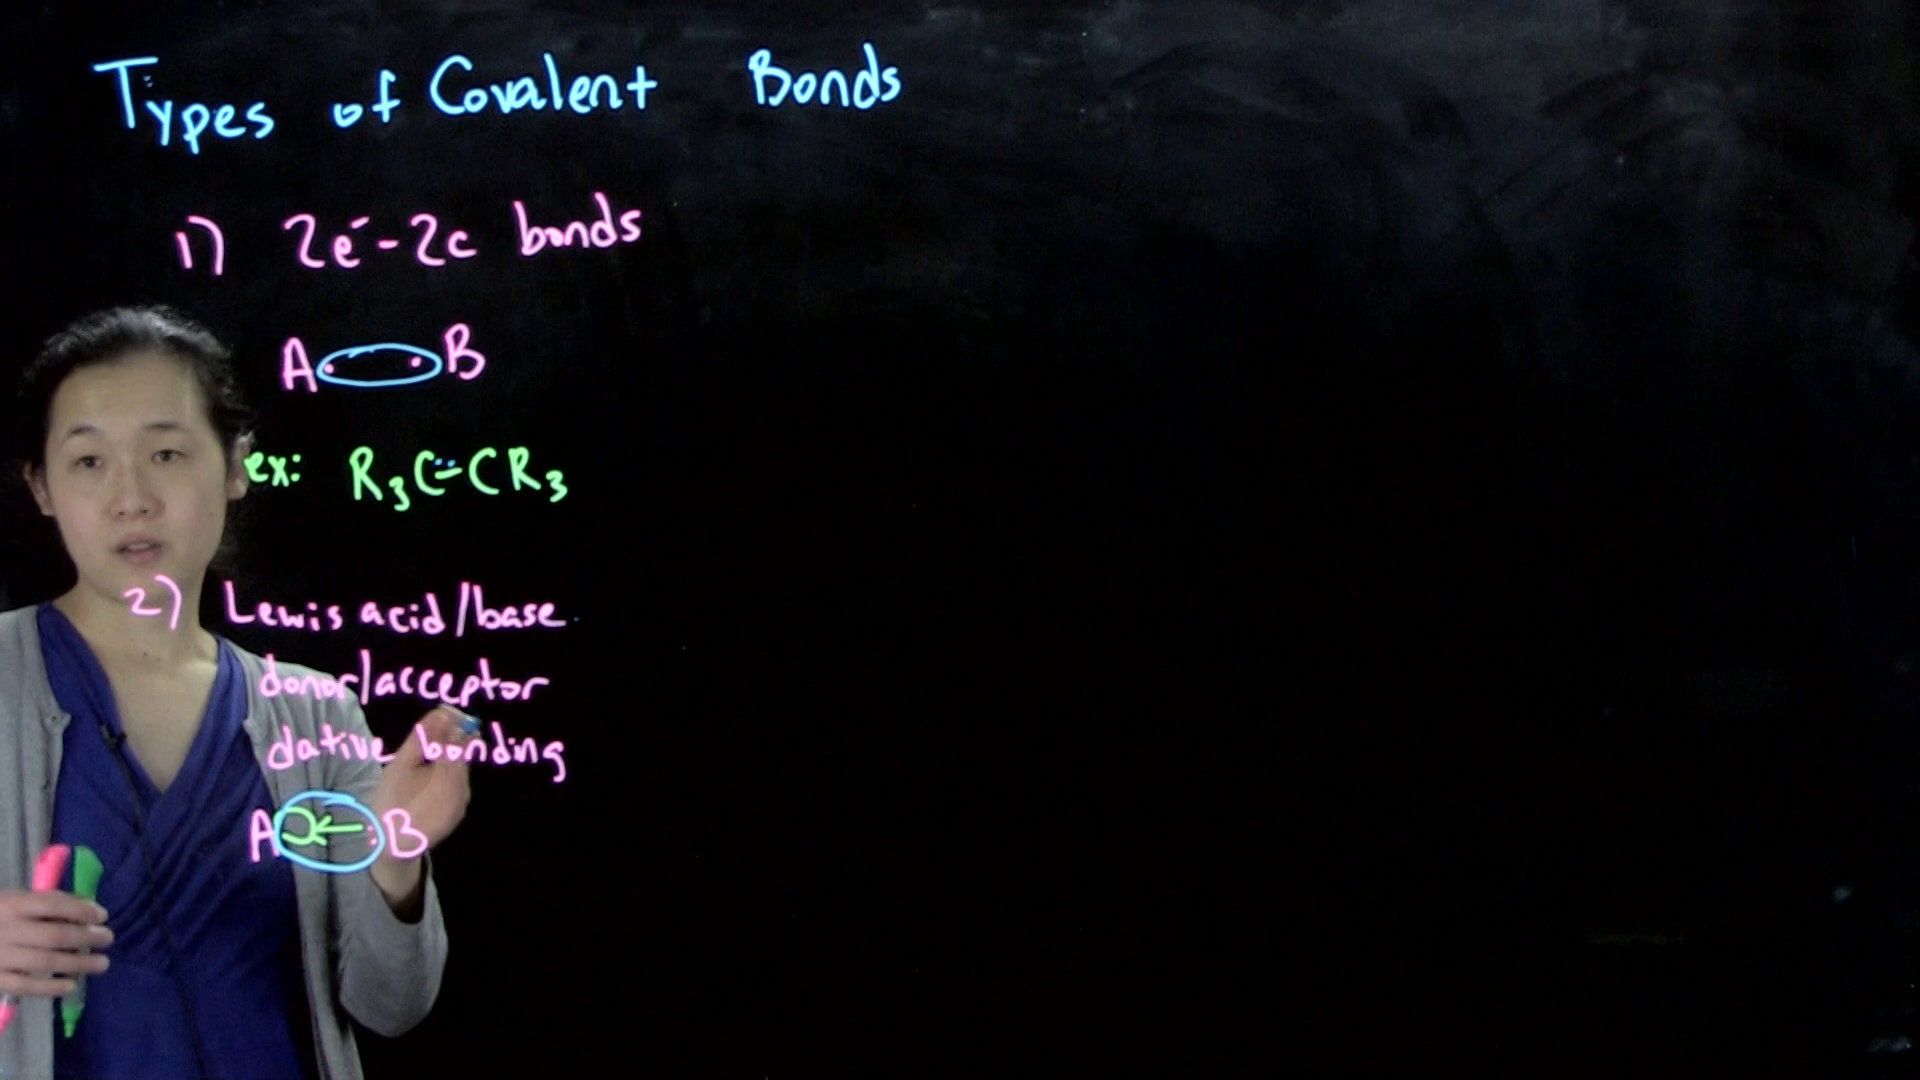 Types of Covalent Bonds
1) 2e⁻-2c bonds
A B
ex: R₃C-CR₃
2) Lewis acid/base
donor/acceptor
dative bonding
A ← :B